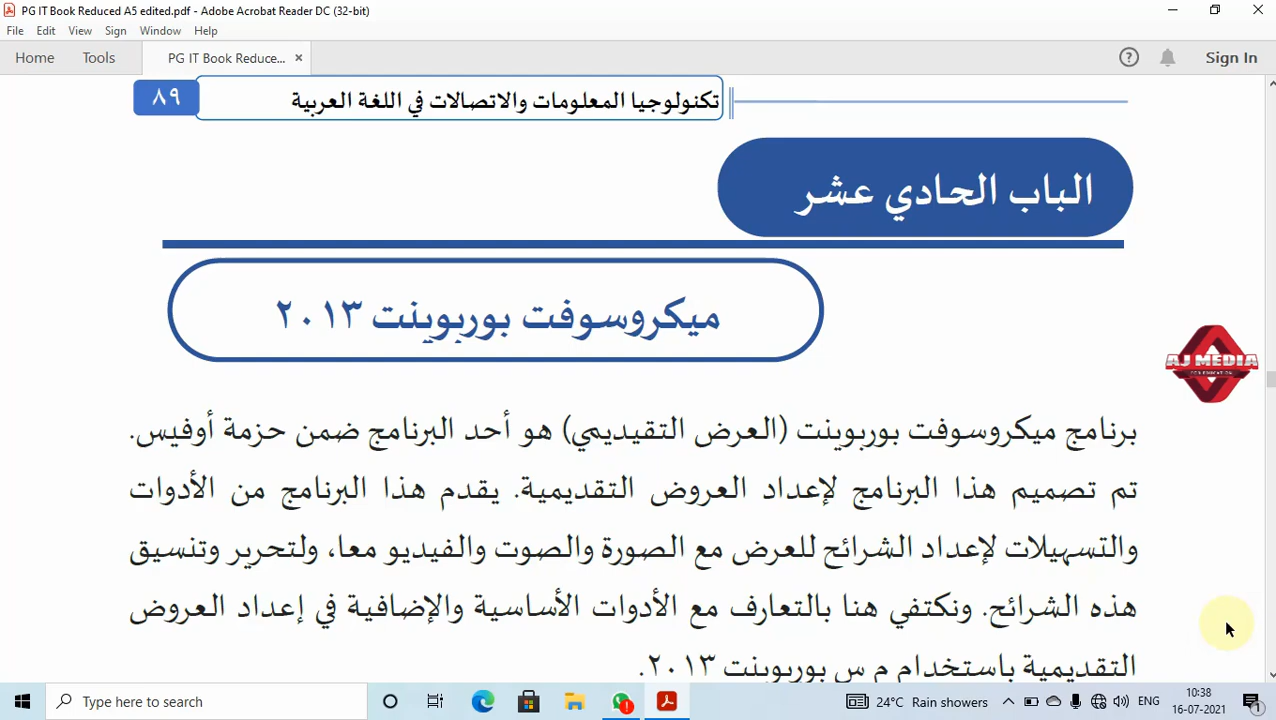 PG IT Book Reduced A5 edited.pdf - Adobe Acrobat Reader DC (32-bit)
File Edit View Sign Window Help
Home Tools PG IT Book Reduce... × Sign In
تكنولوجيا المعلومات والاتصالات في اللغة العربية ٨٩
الباب الحادي عشر
ميكروسوفت بوربوينت ٢٠١٣
AJ MEDIA
FOR EDUCATION
برنامج ميكروسوفت بوربوينت (العرض التقيديمي) هو أحد البرنامج ضمن حزمة أوفيس.
تم تصميم هذا البرنامج لإعداد العروض التقديمية. يقدم هذا البرنامج من الأدوات
والتسهيلات لإعداد الشرائح للعرض مع الصورة والصوت والفيديو معا، ولتحرير وتنسيق
هذه الشرائح. ونكتفي هنا بالتعارف مع الأدوات الأساسية والإضافية في إعداد العروض
التقديمية باستخدام م س بوربوينت ٢٠١٣.
Type here to search 24°C Rain showers ENG 10:38
16-07-2021